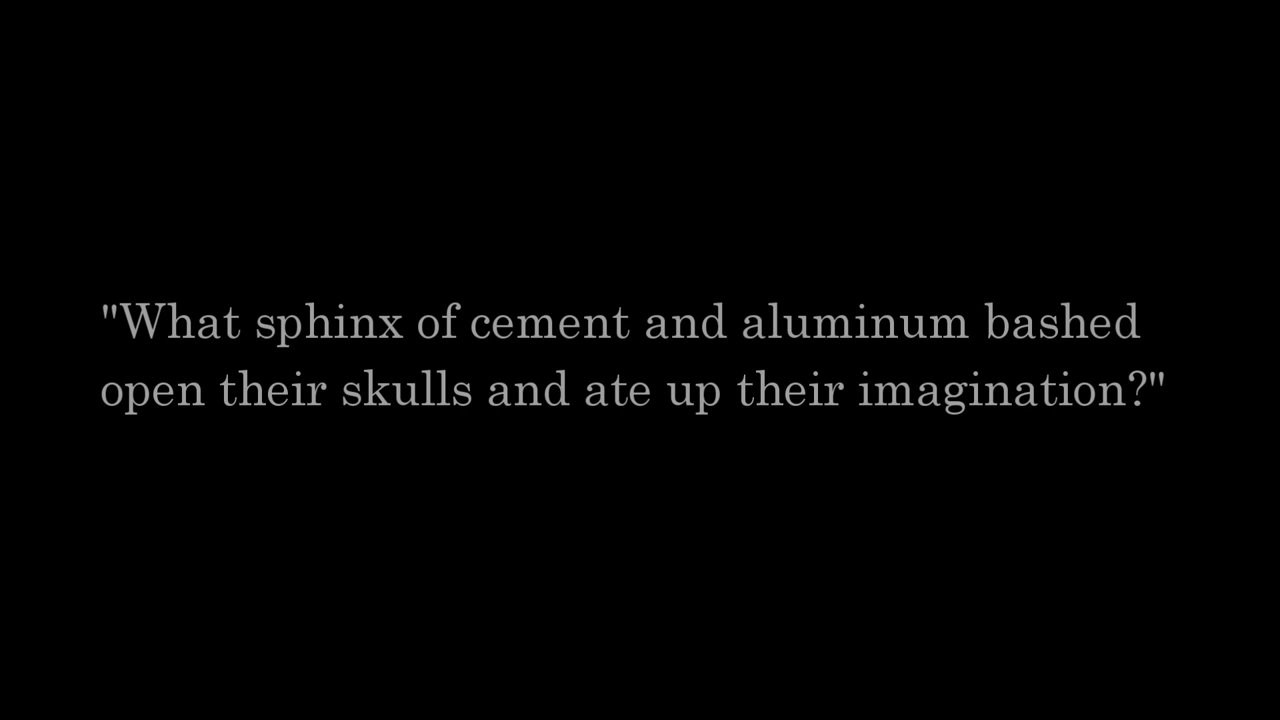 "What sphinx of cement and aluminum bashed
open their skulls and ate up their imagination?"